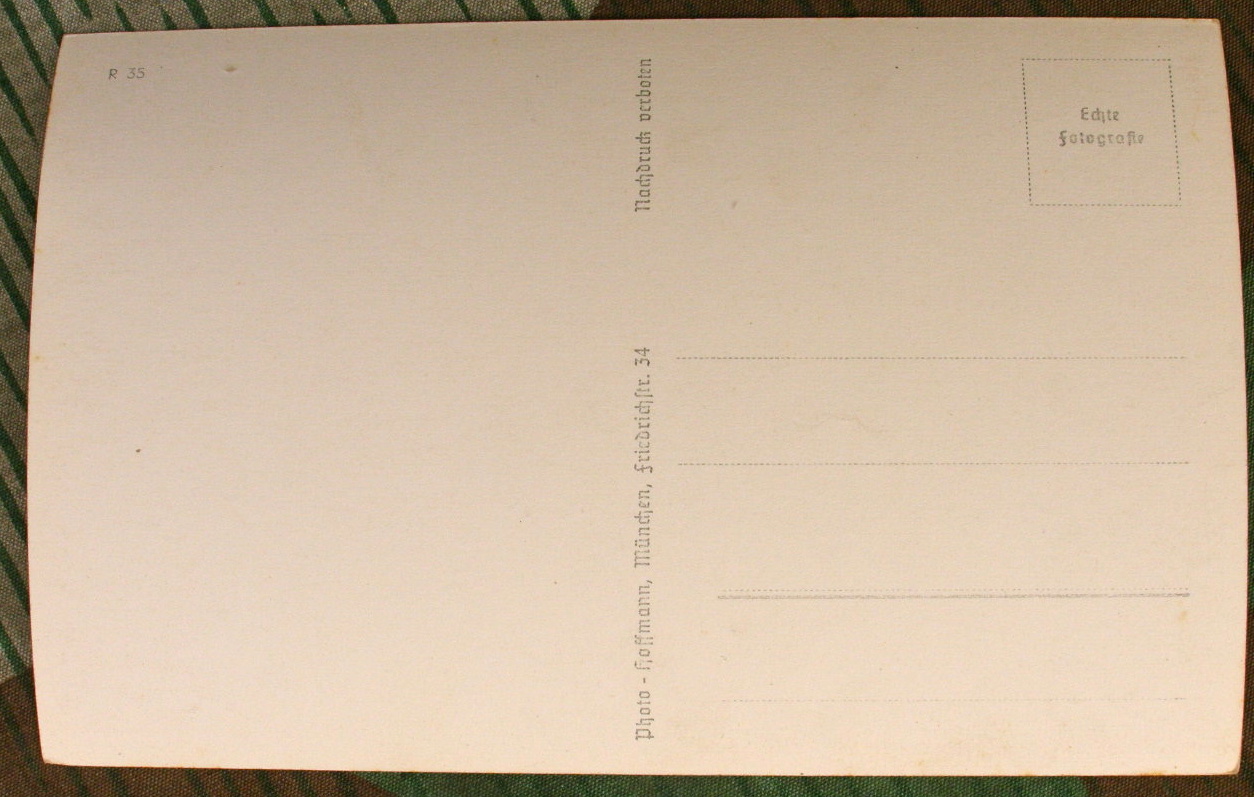 R 35
Nachdruck verboten
Photo - Hoffmann, München, Friedrichstr. 34
Echte
Fotografie